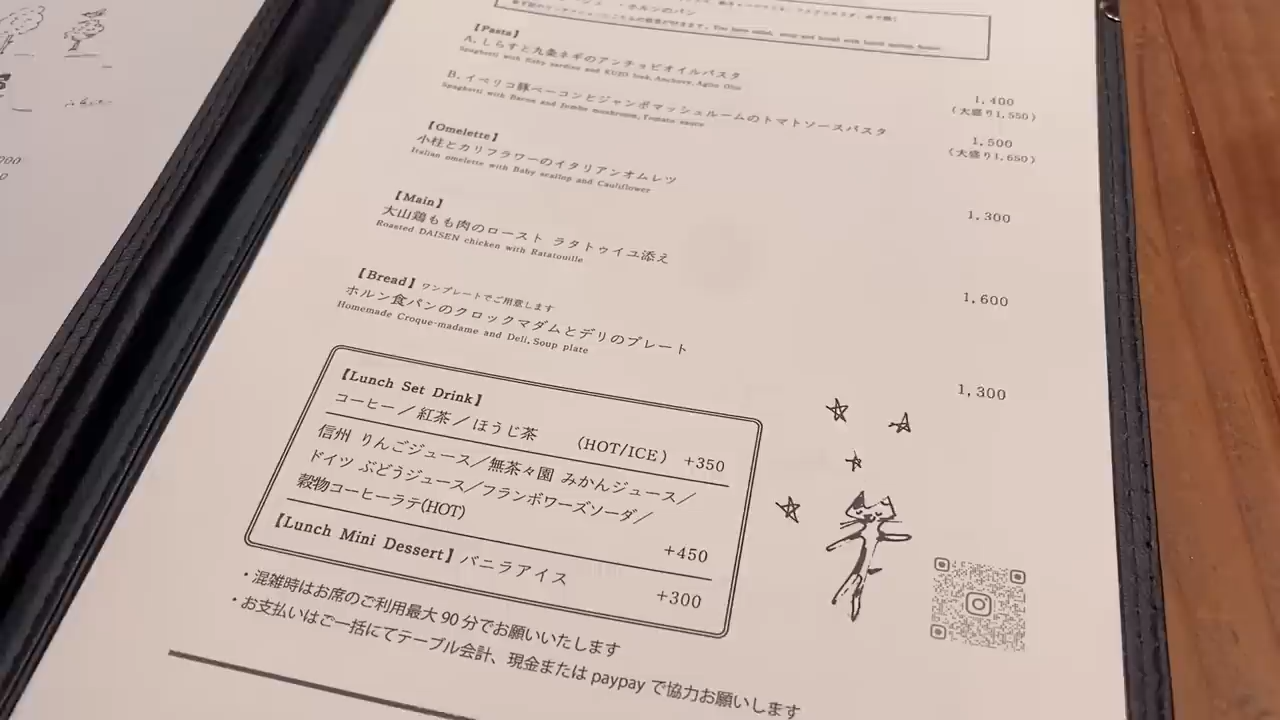 ・ホルンのパン
【Pasta】
A. しらすと九条ネギのアンチョビオイルパスタ
Spaghetti with Baby sardine and KUJO leek, Anchovy, Aglio Olio
1,400
(大盛り1,550)
B. イベリコ豚ベーコンとジャンボマッシュルームのトマトソースパスタ
Spaghetti with Bacon and Jumbo mushroom, Tomato sauce
1,500
(大盛り1,650)
【Omelette】
小柱とカリフラワーのイタリアンオムレツ
Italian omelette with Baby scallop and Cauliflower
1,300
【Main】
大山鶏もも肉のロースト ラタトゥイユ添え
Roasted DAISEN chicken with Ratatouille
1,600
【Bread】ワンプレートでご用意します
ホルン食パンのクロックマダムとデリのプレート
Homemade Croque-madame and Deli, Soup plate
1,300
【Lunch Set Drink】
コーヒー／紅茶／ほうじ茶 (HOT/ICE) +350
信州 りんごジュース／無茶々園 みかんジュース／
ドイツ ぶどうジュース／フランボワーズソーダ／
穀物コーヒーラテ(HOT)
+450
【Lunch Mini Dessert】バニラアイス
+300
・混雑時はお席のご利用最大 90 分でお願いいたします
・お支払いはご一括にてテーブル会計、現金または paypay で協力お願いします